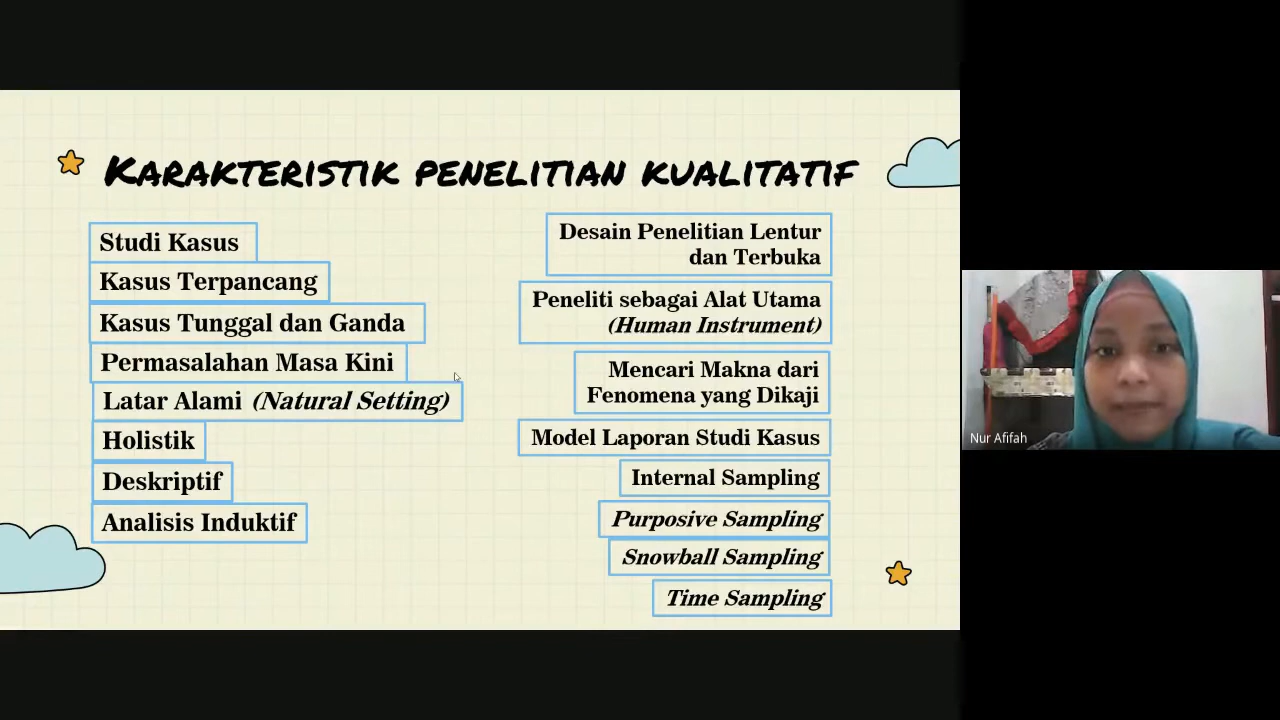 Karakteristik penelitian kualitatif
Studi Kasus
Kasus Terpancang
Kasus Tunggal dan Ganda
Permasalahan Masa Kini
Latar Alami (Natural Setting)
Holistik
Deskriptif
Analisis Induktif
Desain Penelitian Lentur
dan Terbuka
Peneliti sebagai Alat Utama
(Human Instrument)
Mencari Makna dari
Fenomena yang Dikaji
Model Laporan Studi Kasus
Internal Sampling
Purposive Sampling
Snowball Sampling
Time Sampling
Nur Afifah